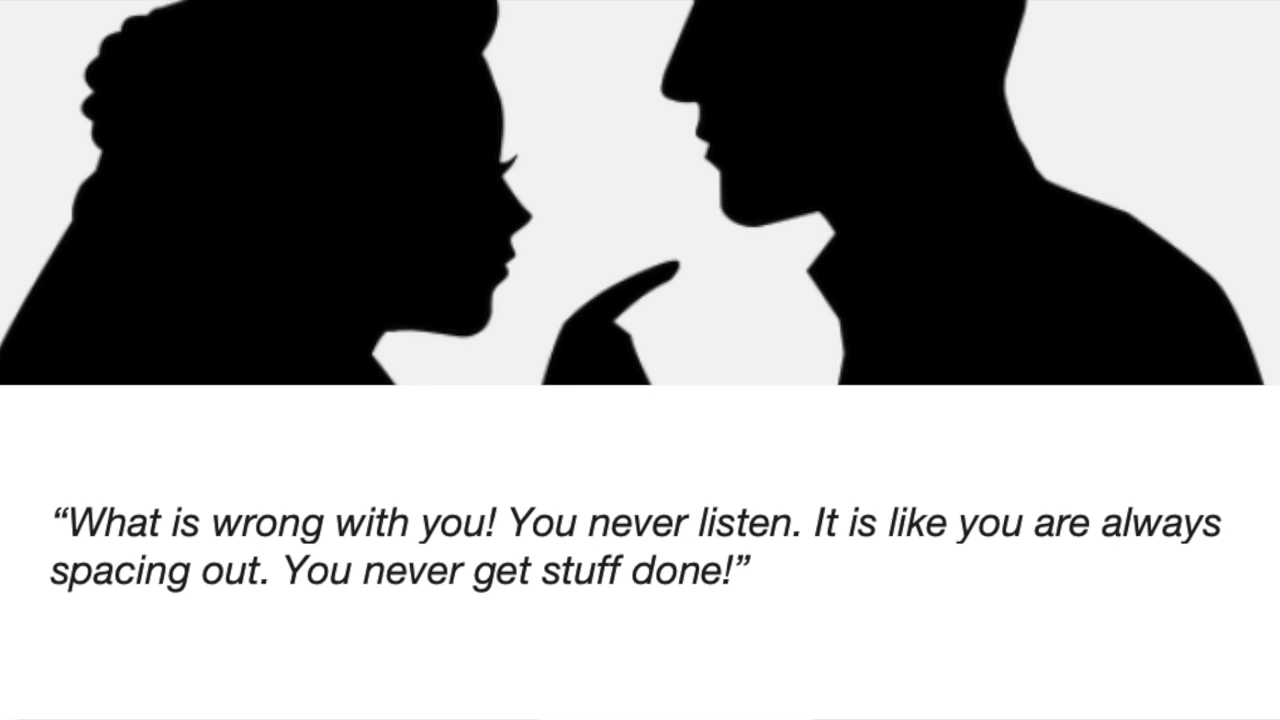 “What is wrong with you! You never listen. It is like you are always
spacing out. You never get stuff done!”